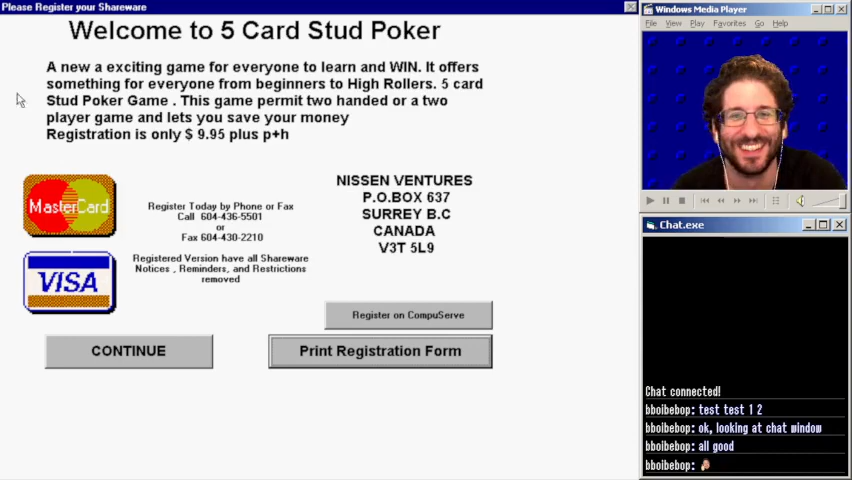 Please Register your Shareware
Welcome to 5 Card Stud Poker
A new a exciting game for everyone to learn and WIN. It offers
something for everyone from beginners to High Rollers. 5 card
Stud Poker Game . This game permit two handed or a two
player game and lets you save your money
Registration is only $ 9.95 plus p+h
MasterCard
VISA
Register Today by Phone or Fax
Call 604-436-5501
or
Fax 604-430-2210
Registered Version have all Shareware
Notices , Reminders, and Restrictions
removed
NISSEN VENTURES
P.O.BOX 637
SURREY B.C
CANADA
V3T 5L9
Register on CompuServe
CONTINUE
Print Registration Form
Windows Media Player
File View Play Favorites Go Help
Chat.exe
Chat connected!
bboibebop: test test 1 2
bboibebop: ok, looking at chat window
bboibebop: all good
bboibebop: